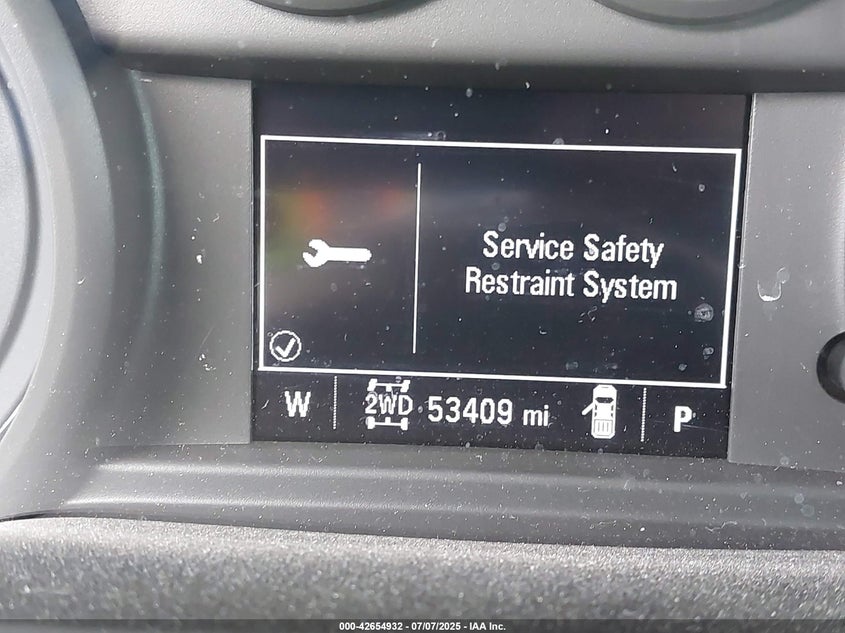 Service Safety
Restraint System
W 2WD 53409 mi P
000-42654932 - 07/07/2025 - IAA Inc.